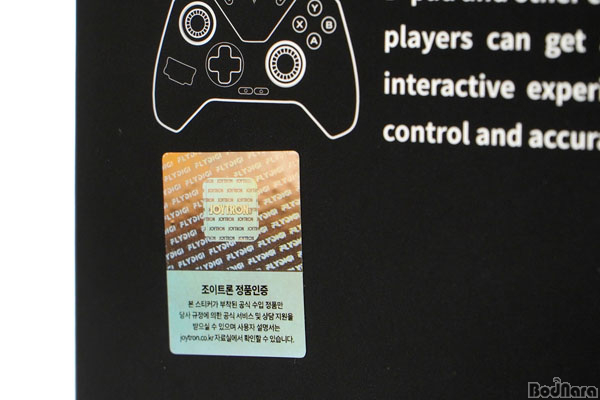 players can get
interactive experi
control and accura
Y
X
B
A
FLYDIGI FLYDIGI FLYDIGI
JOYTRON
조이트론 정품인증
본 스티커가 부착된 공식 수입 정품만
당사 규정에 의한 공식 서비스 및 상담 지원을
받으실 수 있으며 사용자 설명서는
joytron.co.kr 자료실에서 확인할 수 있습니다.
BodNara